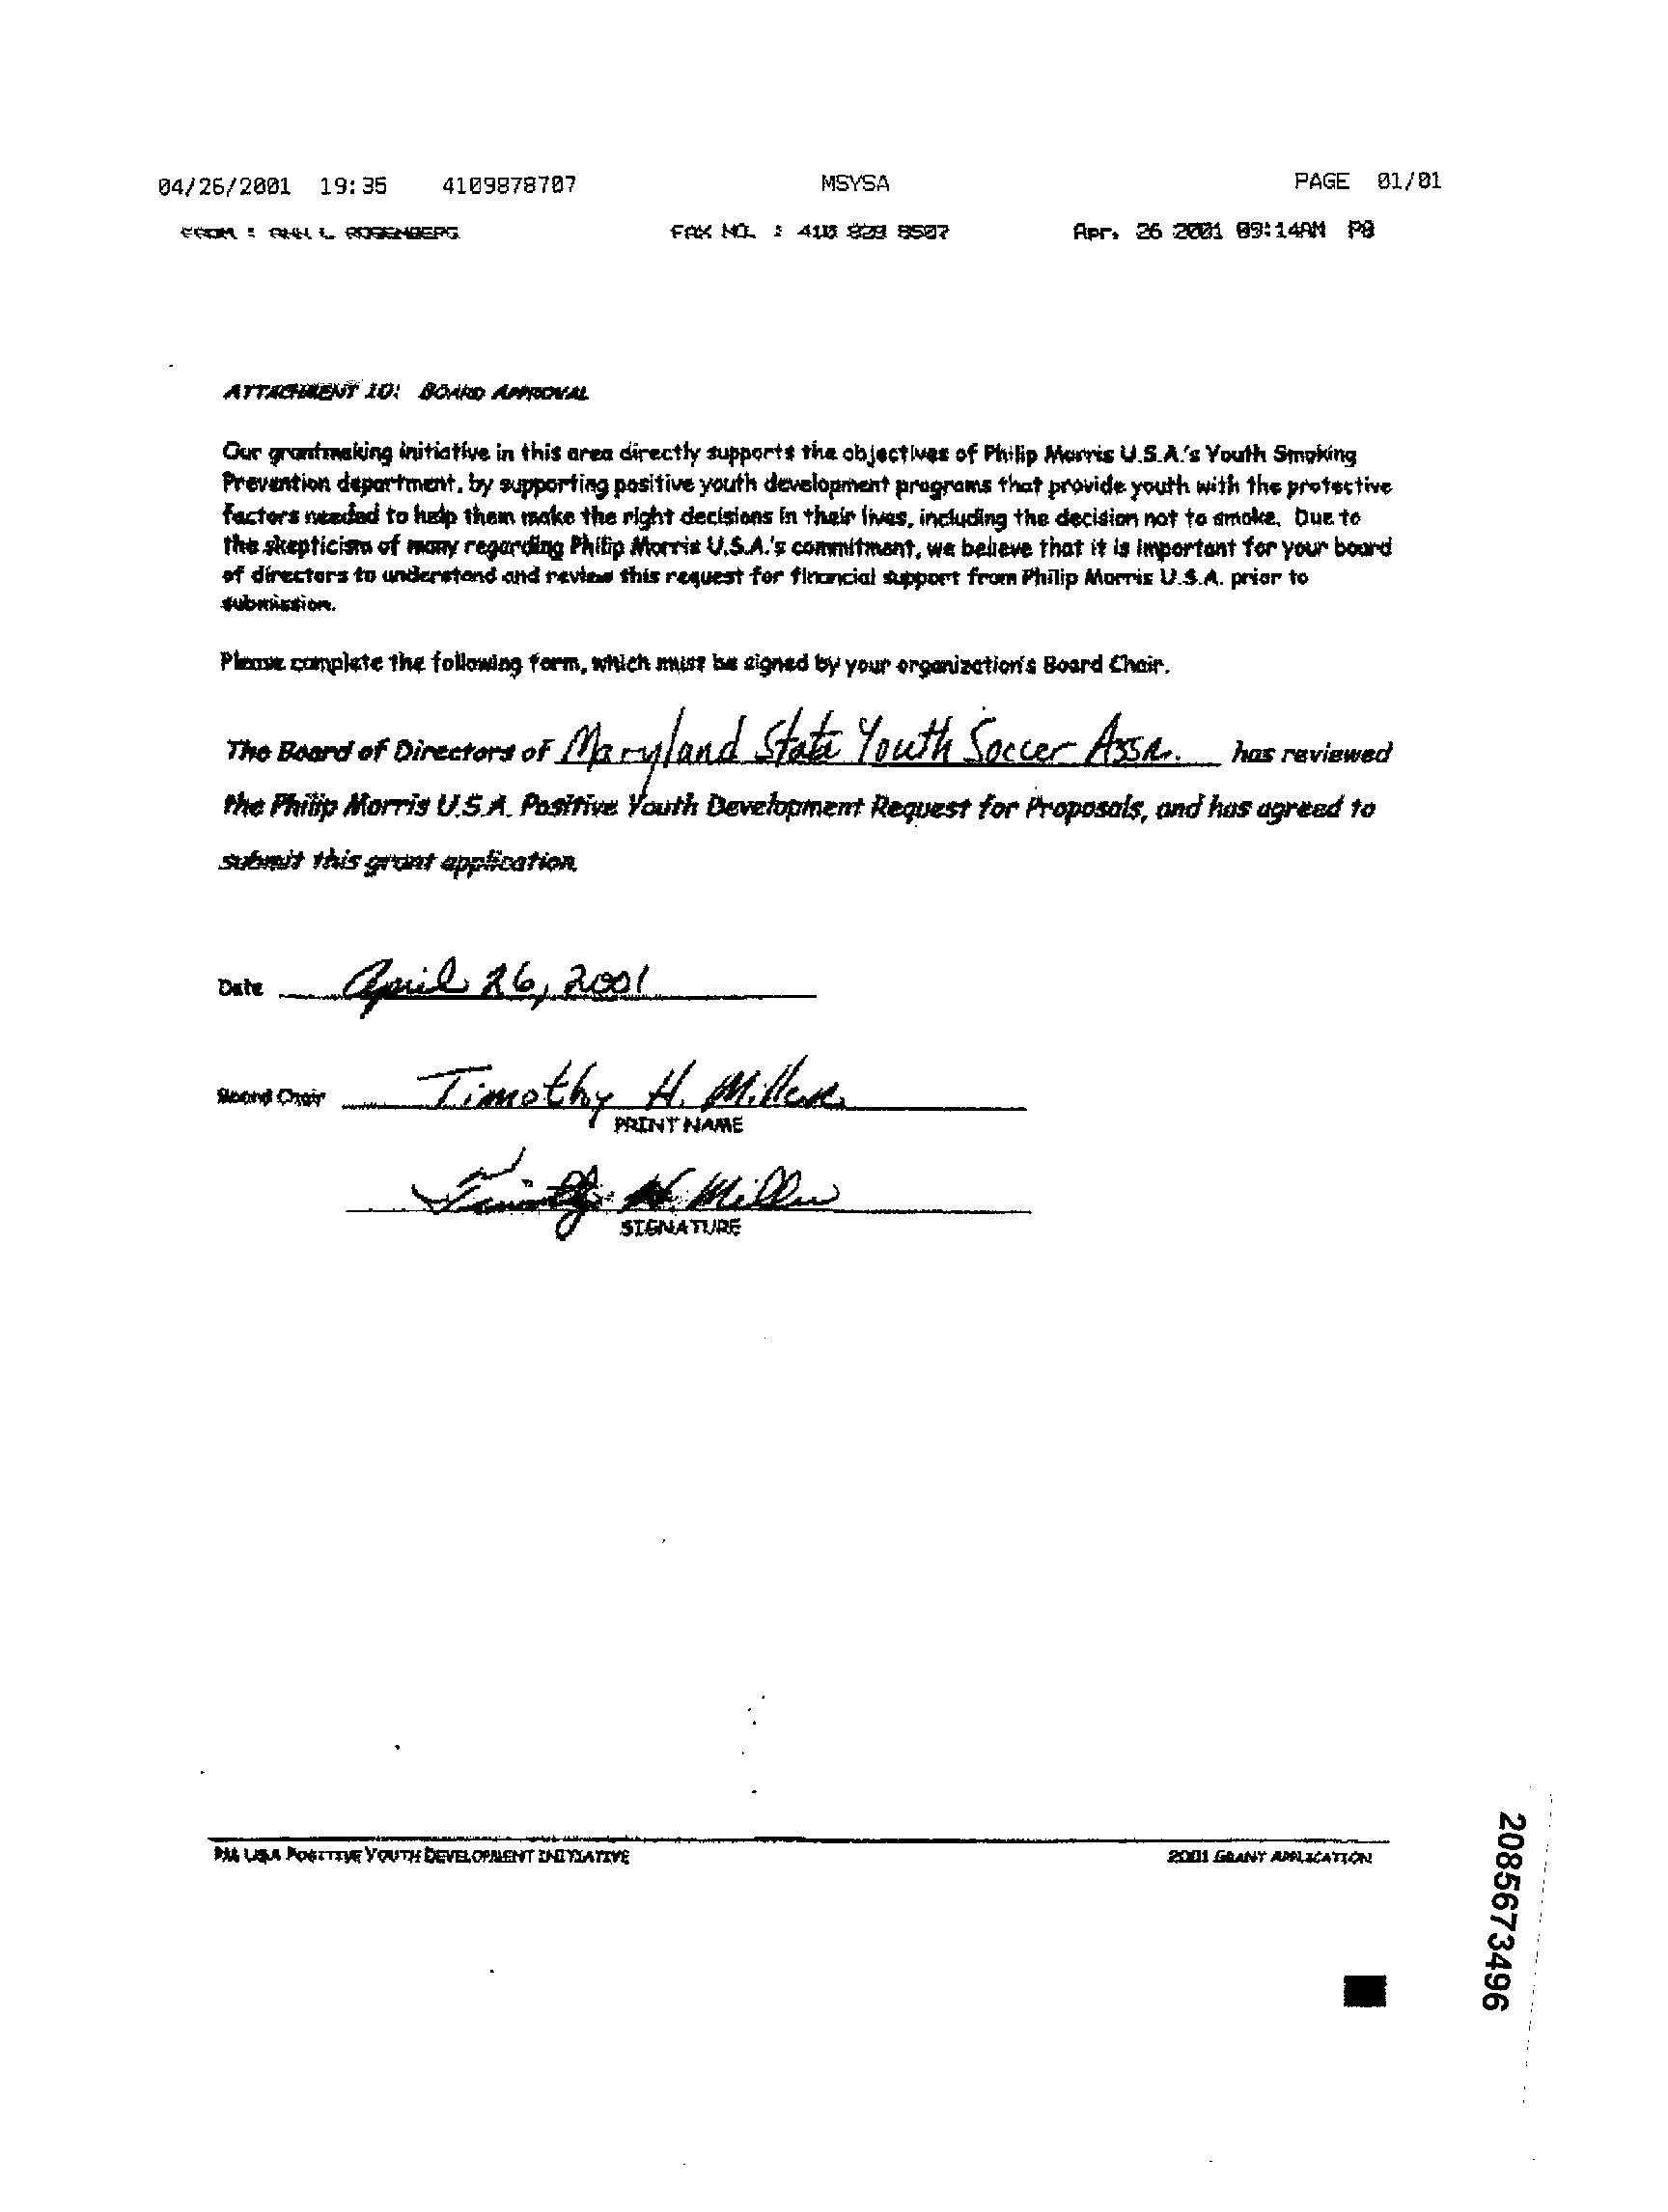 04/26/2001 19:35 4109878707 MSYSA PAGE 01/01
FROM : ANN L ROSENBERG FAX NO. : 410 829 8507 Apr. 26 2001 09:14AM P8
ATTACHMENT 10: BOARD APPROVAL
Our grantmaking initiative in this area directly supports the objectives of Philip Morris U.S.A.'s Youth Smoking
Prevention department, by supporting positive youth development programs that provide youth with the protective
factors needed to help them make the right decisions in their lives, including the decision not to smoke. Due to
the skepticism of many regarding Philip Morris U.S.A.'s commitment, we believe that it is important for your board
of directors to understand and review this request for financial support from Philip Morris U.S.A. prior to
submission.
Please complete the following form, which must be signed by your organization's Board Chair.
The Board of Directors of Maryland State Youth Soccer Assn. has reviewed
the Philip Morris U.S.A. Positive Youth Development Request for Proposals, and has agreed to
submit this grant application.
Date April 26, 2001
Board Chair Timothy H. Miller
PRINT NAME
Timothy H. Miller
SIGNATURE
PM USA POSITIVE YOUTH DEVELOPMENT INITIATIVE 2001 GRANT APPLICATION
2085673496